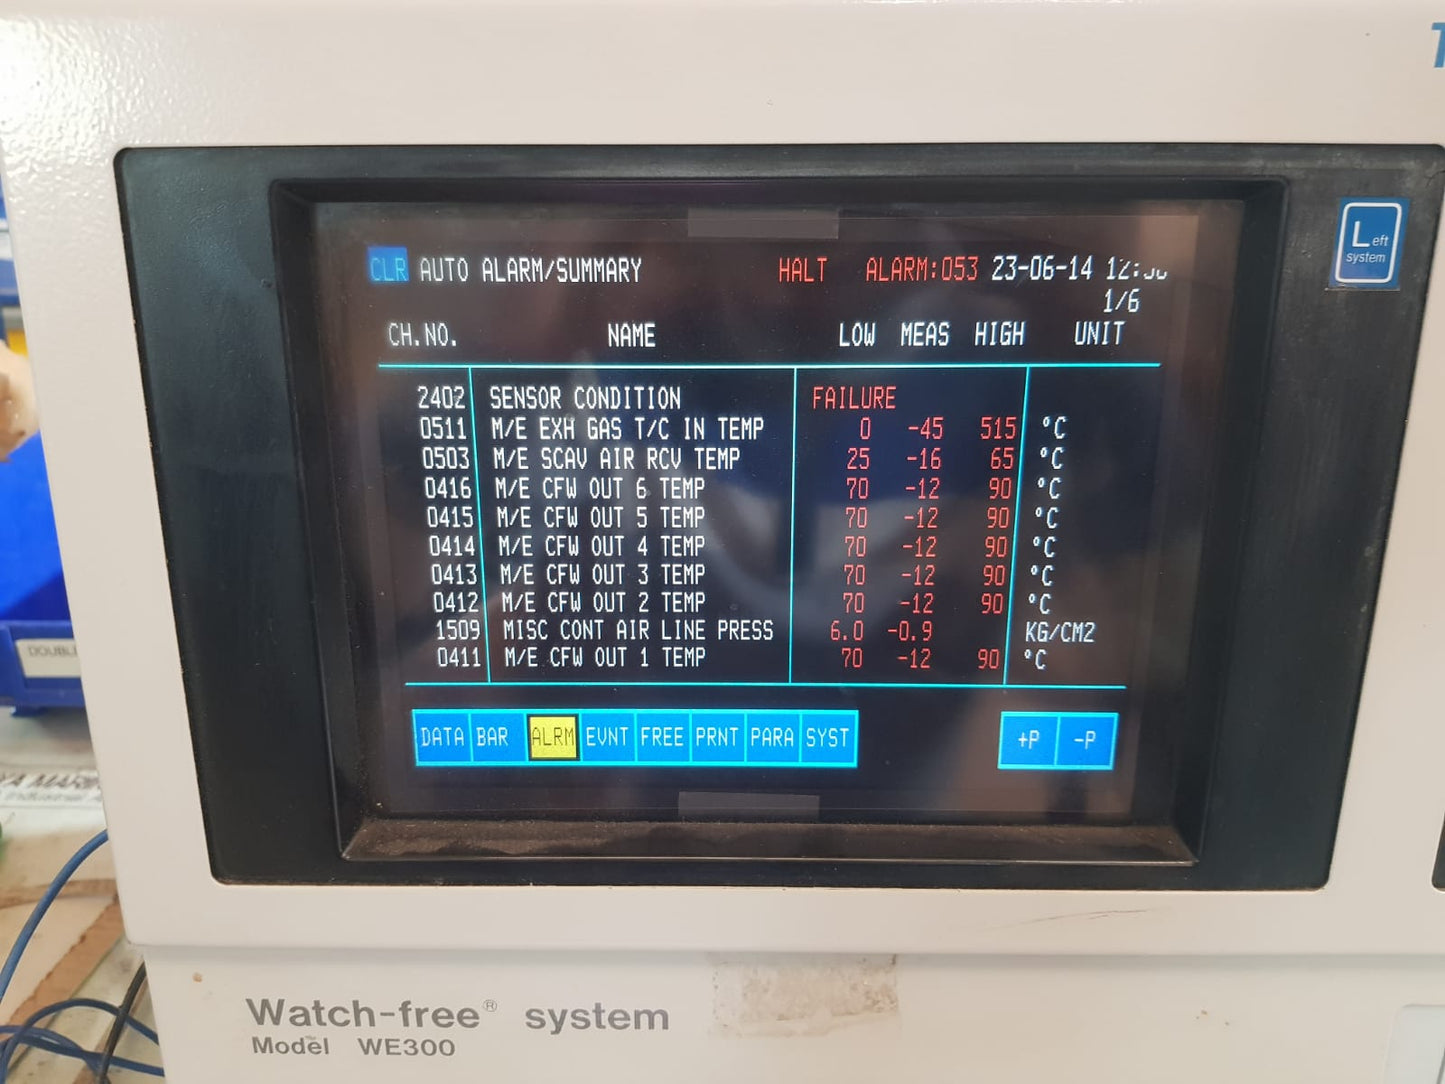 CLR AUTO ALARM/SUMMARY HALT ALARM:053 23-06-14
1/6
CH.NO. NAME LOW MEAS HIGH UNIT
2402 SENSOR CONDITION FAILURE
0511 M/E EXH GAS T/C IN TEMP 0 -45 515 °C
0503 M/E SCAV AIR RCV TEMP 25 -16 65 °C
0416 M/E CFW OUT 6 TEMP 70 -12 90 °C
0415 M/E CFW OUT 5 TEMP 70 -12 90 °C
0414 M/E CFW OUT 4 TEMP 70 -12 90 °C
0413 M/E CFW OUT 3 TEMP 70 -12 90 °C
0412 M/E CFW OUT 2 TEMP 70 -12 90 °C
1509 MISC CONT AIR LINE PRESS 6.0 -0.9 KG/CM2
0411 M/E CFW OUT 1 TEMP 70 -12 90 °C
DATA BAR ALRM EVNT FREE PRNT PARA SYST +P -P
Left
system
DOUBL
Watch-free® system
Model WE300